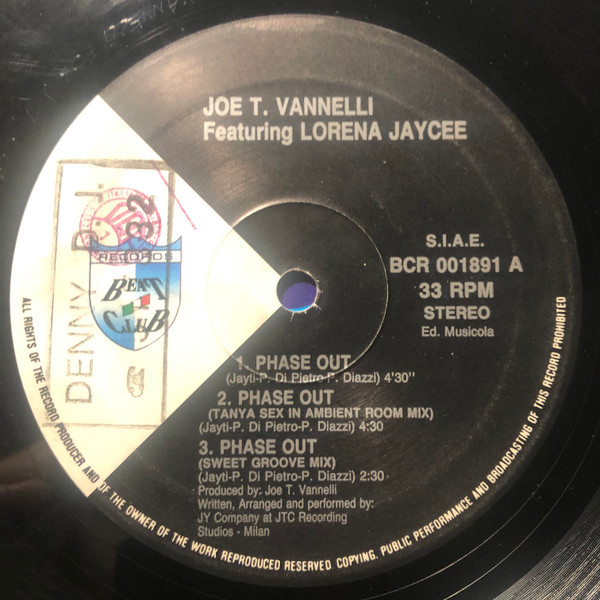 JOE T. VANNELLI
Featuring LORENA JAYCEE
S.I.A.E.
BCR 001891 A
33 RPM
STEREO
Ed. Musicola
DENNY D.J.
32
RECORDS
BEAT
CLUB
1. PHASE OUT
(Jayti-P. Di Pietro-P. Diazzi) 4'30"
2. PHASE OUT
(TANYA SEX IN AMBIENT ROOM MIX)
(Jayti-P. Di Pietro-P. Diazzi) 4:30
3. PHASE OUT
(SWEET GROOVE MIX)
(Jayti-P. Di Pietro-P. Diazzi) 2:30
Produced by: Joe T. Vannelli
Written, Arranged and performed by:
JY Company at JTC Recording
Studios - Milan
ALL RIGHTS OF THE RECORD PRODUCER AND OF THE OWNER OF THE WORK REPRODUCED RESERVED. COPYING, PUBLIC PERFORMANCE AND BROADCASTING OF THIS RECORD PROHIBITED